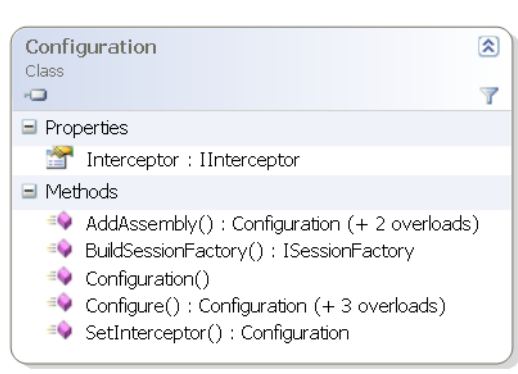 Configuration
Class
Properties
Interceptor : IInterceptor
Methods
AddAssembly() : Configuration (+ 2 overloads)
BuildSessionFactory() : ISessionFactory
Configuration()
Configure() : Configuration (+ 3 overloads)
SetInterceptor() : Configuration